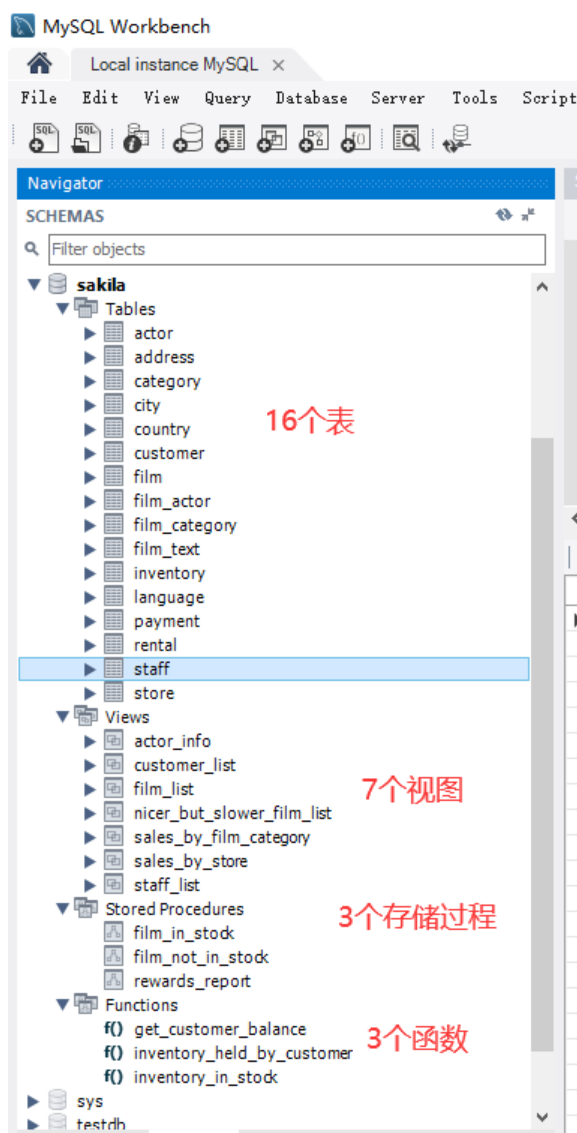 MySQL Workbench
Local instance MySQL ×
File Edit View Query Database Server Tools Script
SQL SQL
Navigator
SCHEMAS
Filter objects
sakila
Tables
actor
address
category
city
16个表
country
customer
film
film_actor
film_category
film_text
inventory
language
payment
rental
staff
store
Views
actor_info
customer_list
film_list
7个视图
nicer_but_slower_film_list
sales_by_film_category
sales_by_store
staff_list
Stored Procedures
3个存储过程
film_in_stock
film_not_in_stock
rewards_report
Functions
f() get_customer_balance
3个函数
f() inventory_held_by_customer
f() inventory_in_stock
sys
testdb